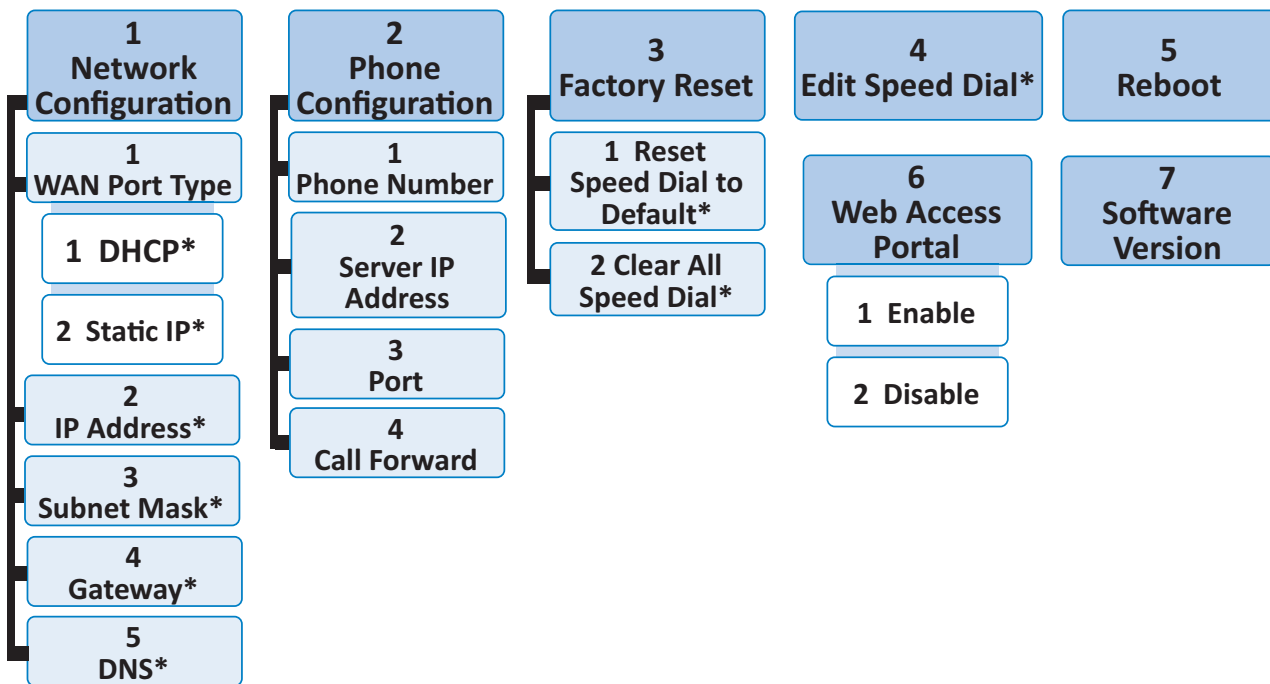 1
Network
Configuration
1
WAN Port Type
1 DHCP*
2 Static IP*
2
IP Address*
3
Subnet Mask*
4
Gateway*
5
DNS*
2
Phone
Configuration
1
Phone Number
2
Server IP
Address
3
Port
4
Call Forward
3
Factory Reset
1 Reset
Speed Dial to
Default*
2 Clear All
Speed Dial*
4
Edit Speed Dial*
5
Reboot
6
Web Access
Portal
1 Enable
2 Disable
7
Software
Version